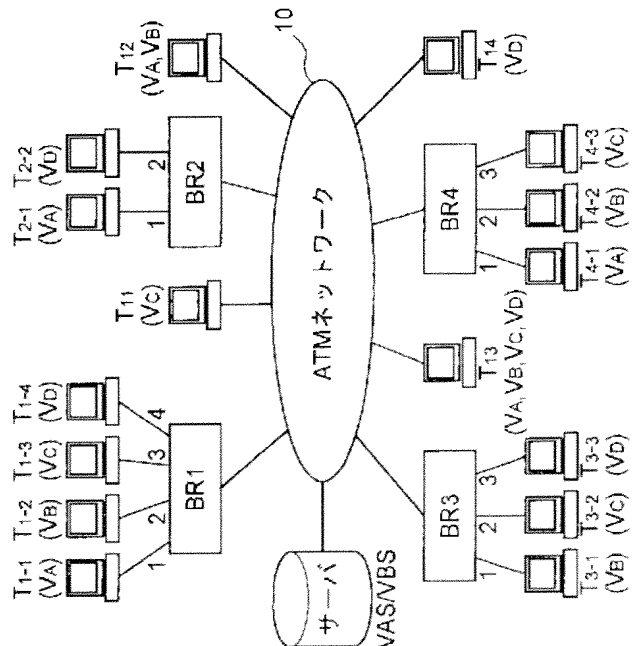 T1-1
(VA)
T1-2
(VB)
T1-3
(VC)
T1-4
(VD)
1
2
3
4
BR1
T11
(VC)
T2-1
(VA)
T2-2
(VD)
1
2
BR2
T12
(VA,VB)
10
サーバ
VAS/VBS
ATMネットワーク
BR3
1
2
3
T3-1
(VB)
T3-2
(VC)
T3-3
(VD)
T13
(VA,VB,VC,VD)
BR4
1
2
3
T4-1
(VA)
T4-2
(VB)
T4-3
(VC)
T14
(VD)